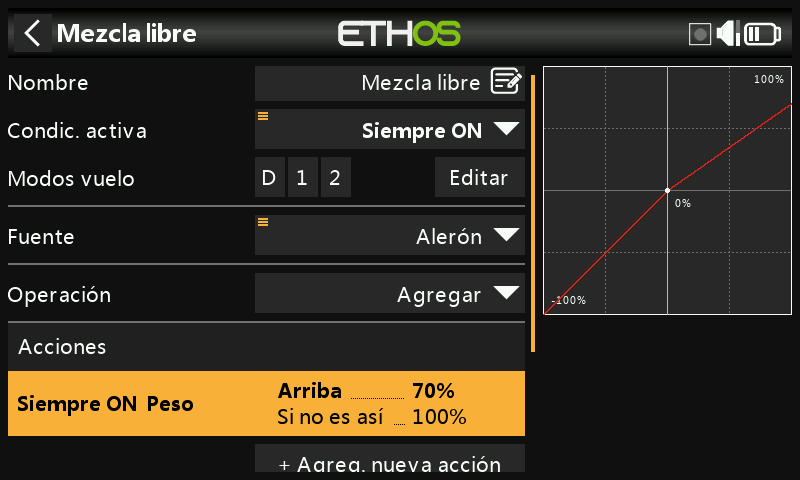 Mezcla libre
ETHOS
Nombre
Mezcla libre
Condic. activa
Siempre ON
Modos vuelo
D 1 2
Editar
Fuente
Alerón
Operación
Agregar
Acciones
Siempre ON Peso
Arriba 70%
Si no es así 100%
+ Agreg. nueva acción
100%
0%
-100%